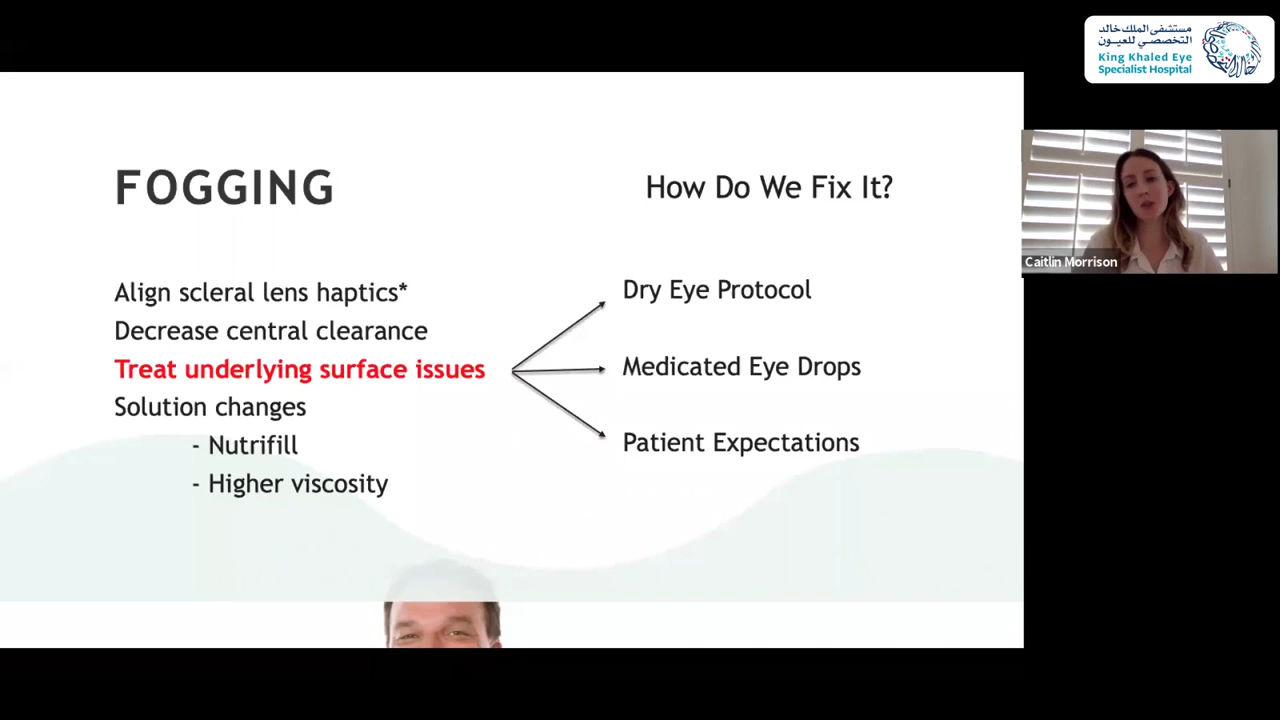 مستشفى الملك خالد
التخصصي للعيون
King Khaled Eye
Specialist Hospital
FOGGING
How Do We Fix It?
Align scleral lens haptics*
Decrease central clearance
Treat underlying surface issues
Solution changes
- Nutrifill
- Higher viscosity
Dry Eye Protocol
Medicated Eye Drops
Patient Expectations
Caitlin Morrison